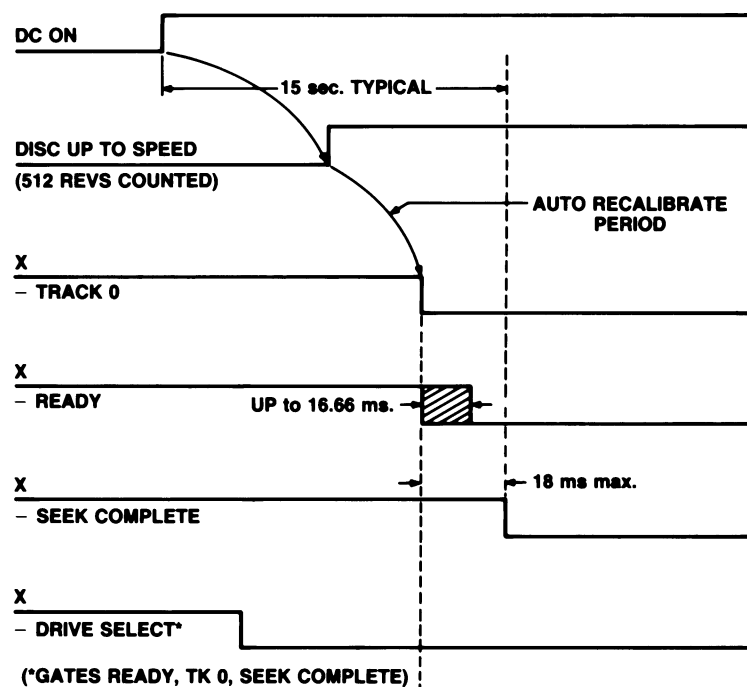 DC ON
15 sec. TYPICAL
DISC UP TO SPEED
(512 REVS COUNTED)
AUTO RECALIBRATE
PERIOD
X
– TRACK 0
X
– READY
UP to 16.66 ms.
X
– SEEK COMPLETE
18 ms max.
X
– DRIVE SELECT*
(*GATES READY, TK 0, SEEK COMPLETE)